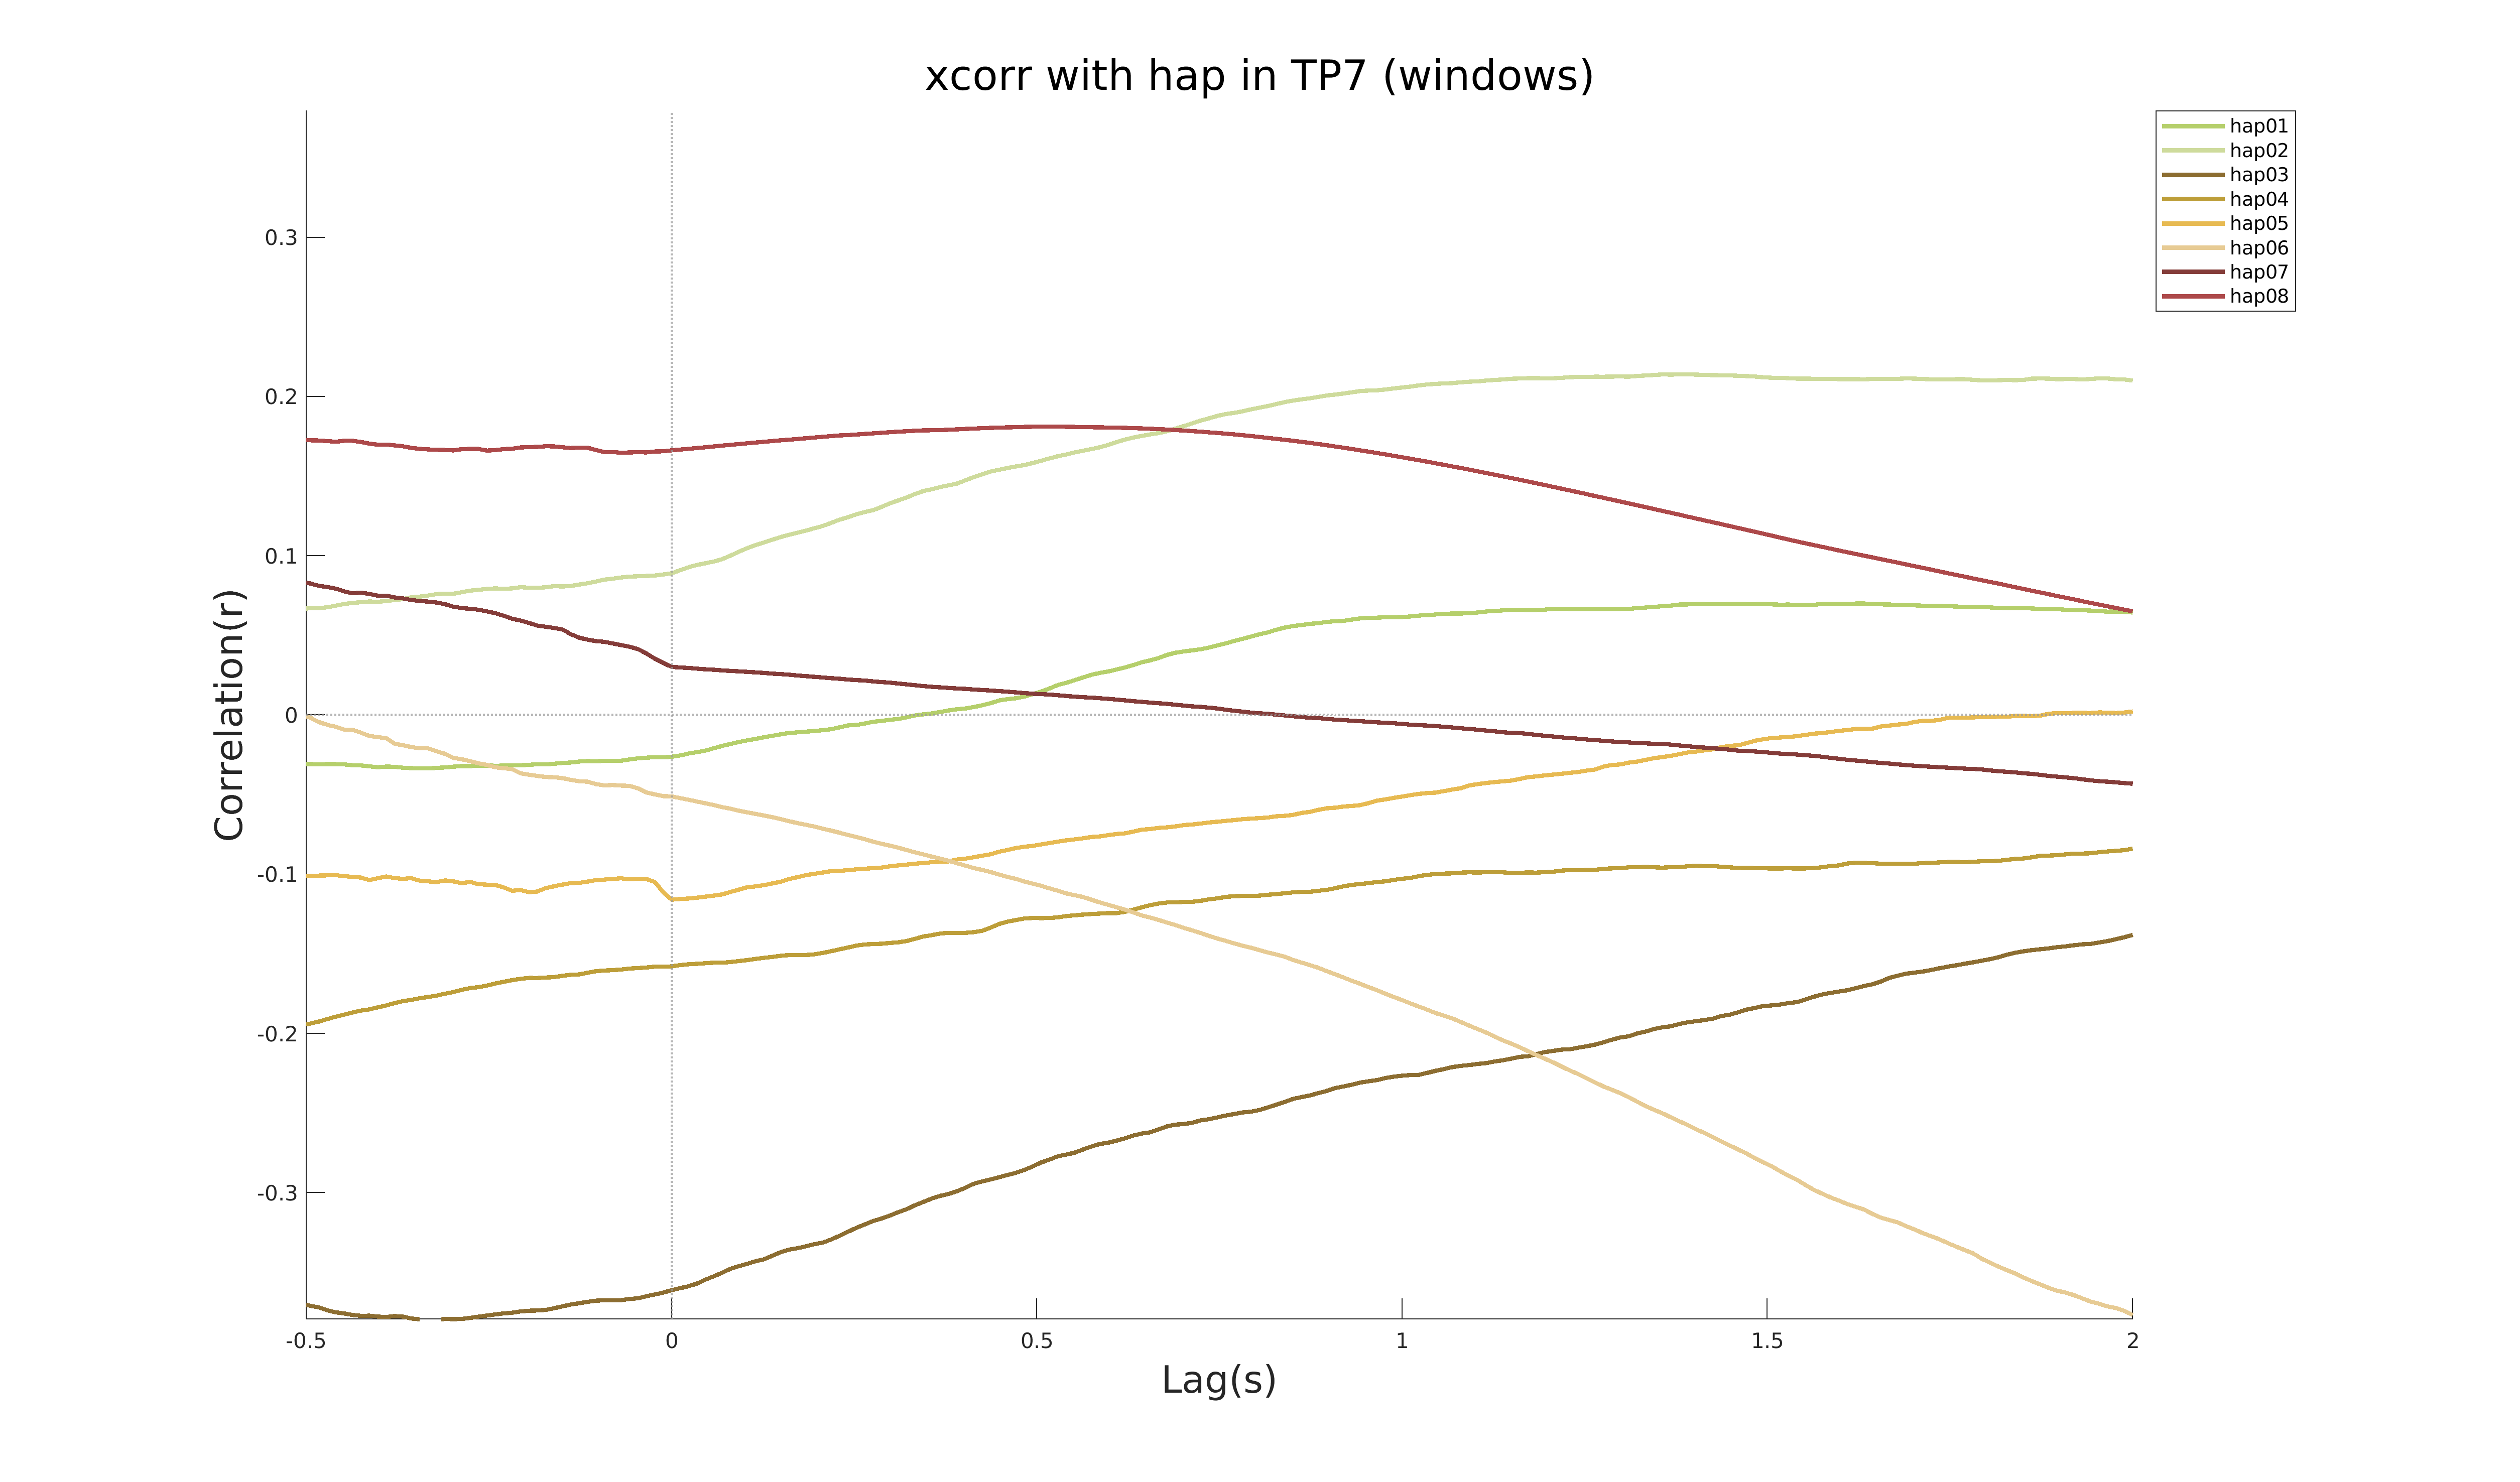 xcorr with hap in TP7 (windows)
hap01
hap02
hap03
hap04
hap05
hap06
hap07
hap08
Correlation(r)
0.3
0.2
0.1
0
-0.1
-0.2
-0.3
-0.5 0 0.5 1 1.5 2
Lag(s)